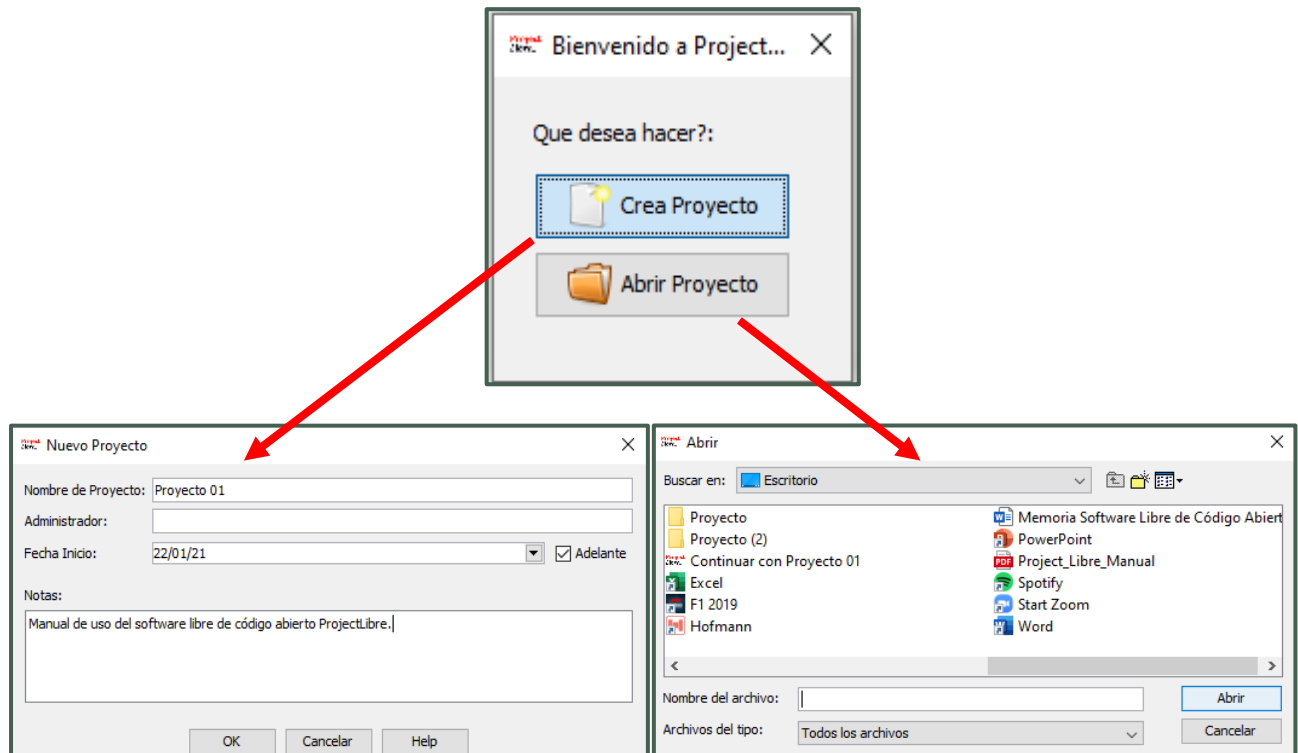 Bienvenido a Project...
Que desea hacer?:
Crea Proyecto
Abrir Proyecto
Nuevo Proyecto
Nombre de Proyecto: Proyecto 01
Administrador:
Fecha Inicio: 22/01/21 Adelante
Notas:
Manual de uso del software libre de código abierto ProjectLibre.
OK Cancelar Help
Abrir
Buscar en: Escritorio
Proyecto
Proyecto (2)
Continuar con Proyecto 01
Excel
F1 2019
Hofmann
Memoria Software Libre de Código Abiert
PowerPoint
Project_Libre_Manual
Spotify
Start Zoom
Word
Nombre del archivo: Abrir
Archivos del tipo: Todos los archivos Cancelar